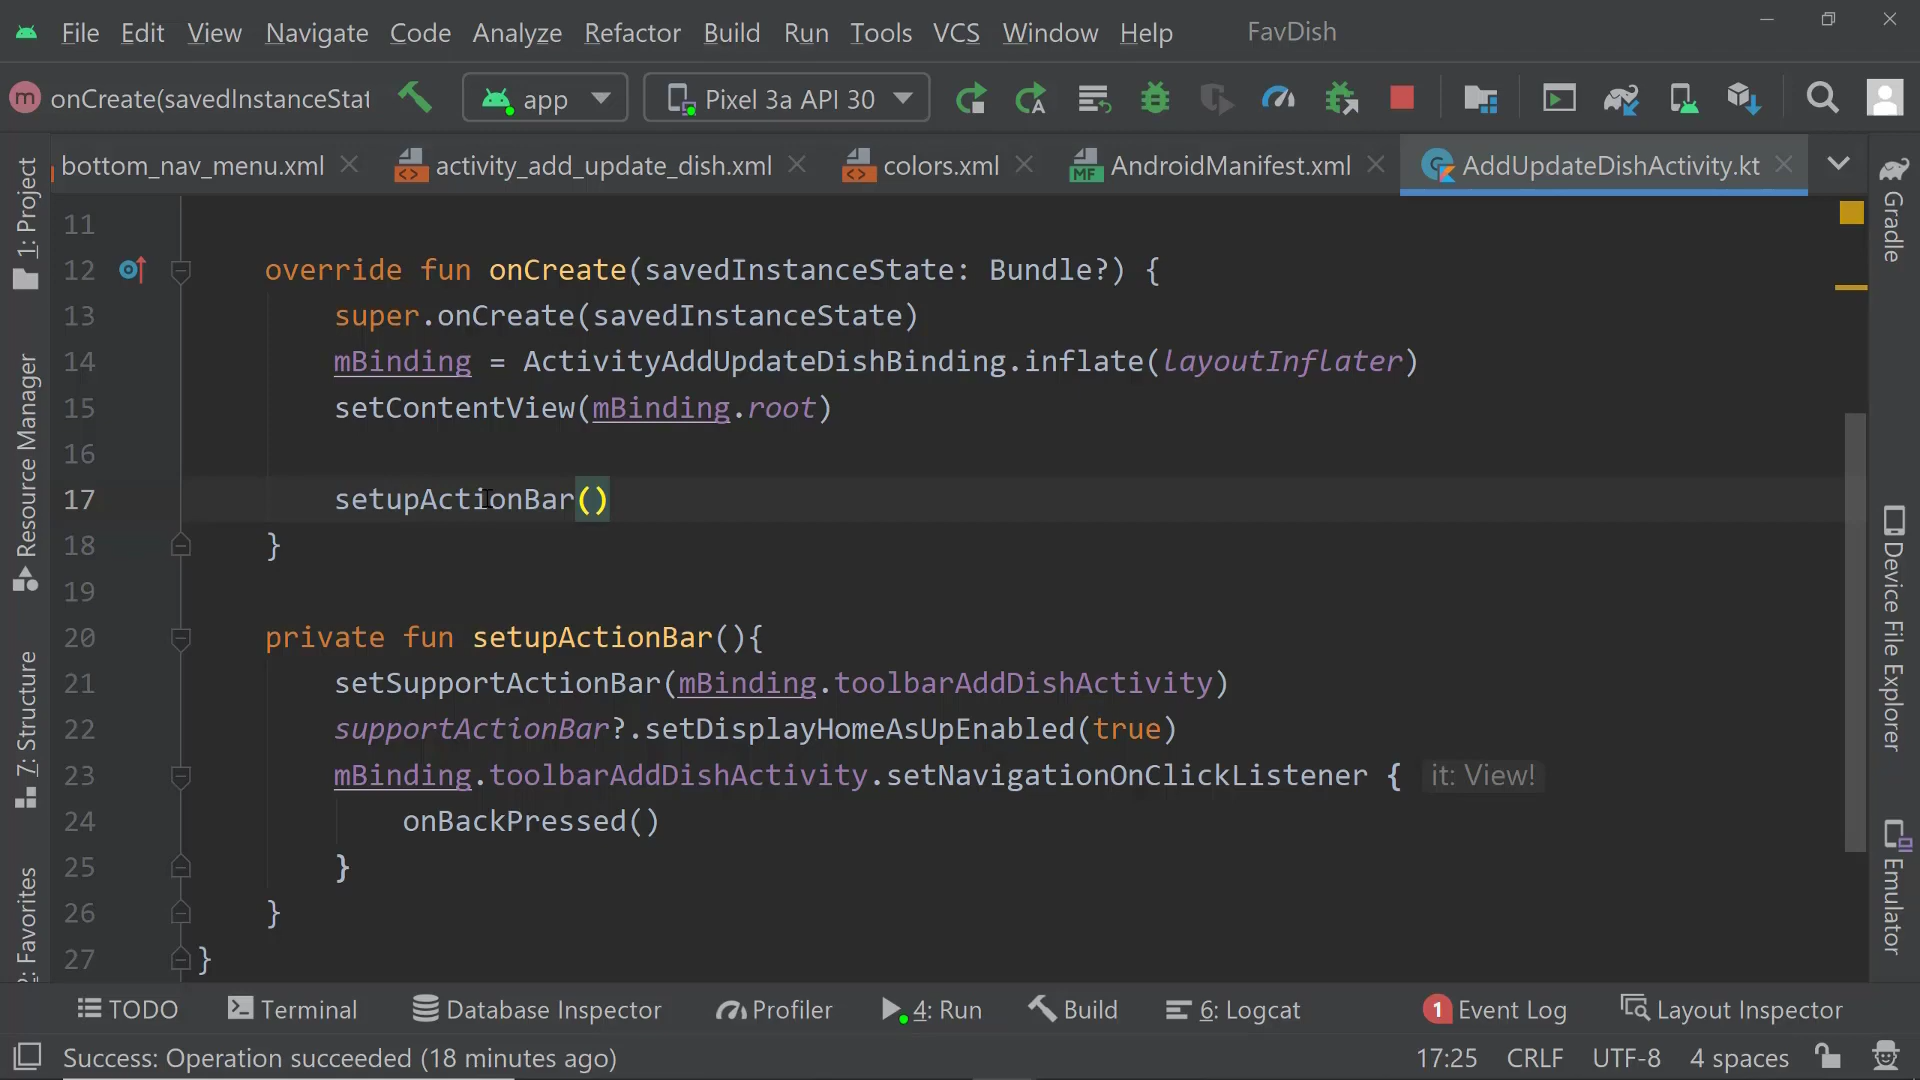 File Edit View Navigate Code Analyze Refactor Build Run Tools VCS Window Help FavDish
m onCreate(savedInstanceStat app Pixel 3a API 30
bottom_nav_menu.xml activity_add_update_dish.xml colors.xml AndroidManifest.xml AddUpdateDishActivity.kt
11
12 override fun onCreate(savedInstanceState: Bundle?) {
13 super.onCreate(savedInstanceState)
14 mBinding = ActivityAddUpdateDishBinding.inflate(layoutInflater)
15 setContentView(mBinding.root)
16
17 setupActionBar()
18 }
19
20 private fun setupActionBar(){
21 setSupportActionBar(mBinding.toolbarAddDishActivity)
22 supportActionBar?.setDisplayHomeAsUpEnabled(true)
23 mBinding.toolbarAddDishActivity.setNavigationOnClickListener { it: View!
24 onBackPressed()
25 }
26 }
27 }
1: Project
Resource Manager
7: Structure
2: Favorites
Gradle
Device File Explorer
Emulator
TODO Terminal Database Inspector Profiler 4: Run Build 6: Logcat 1 Event Log Layout Inspector
Success: Operation succeeded (18 minutes ago) 17:25 CRLF UTF-8 4 spaces